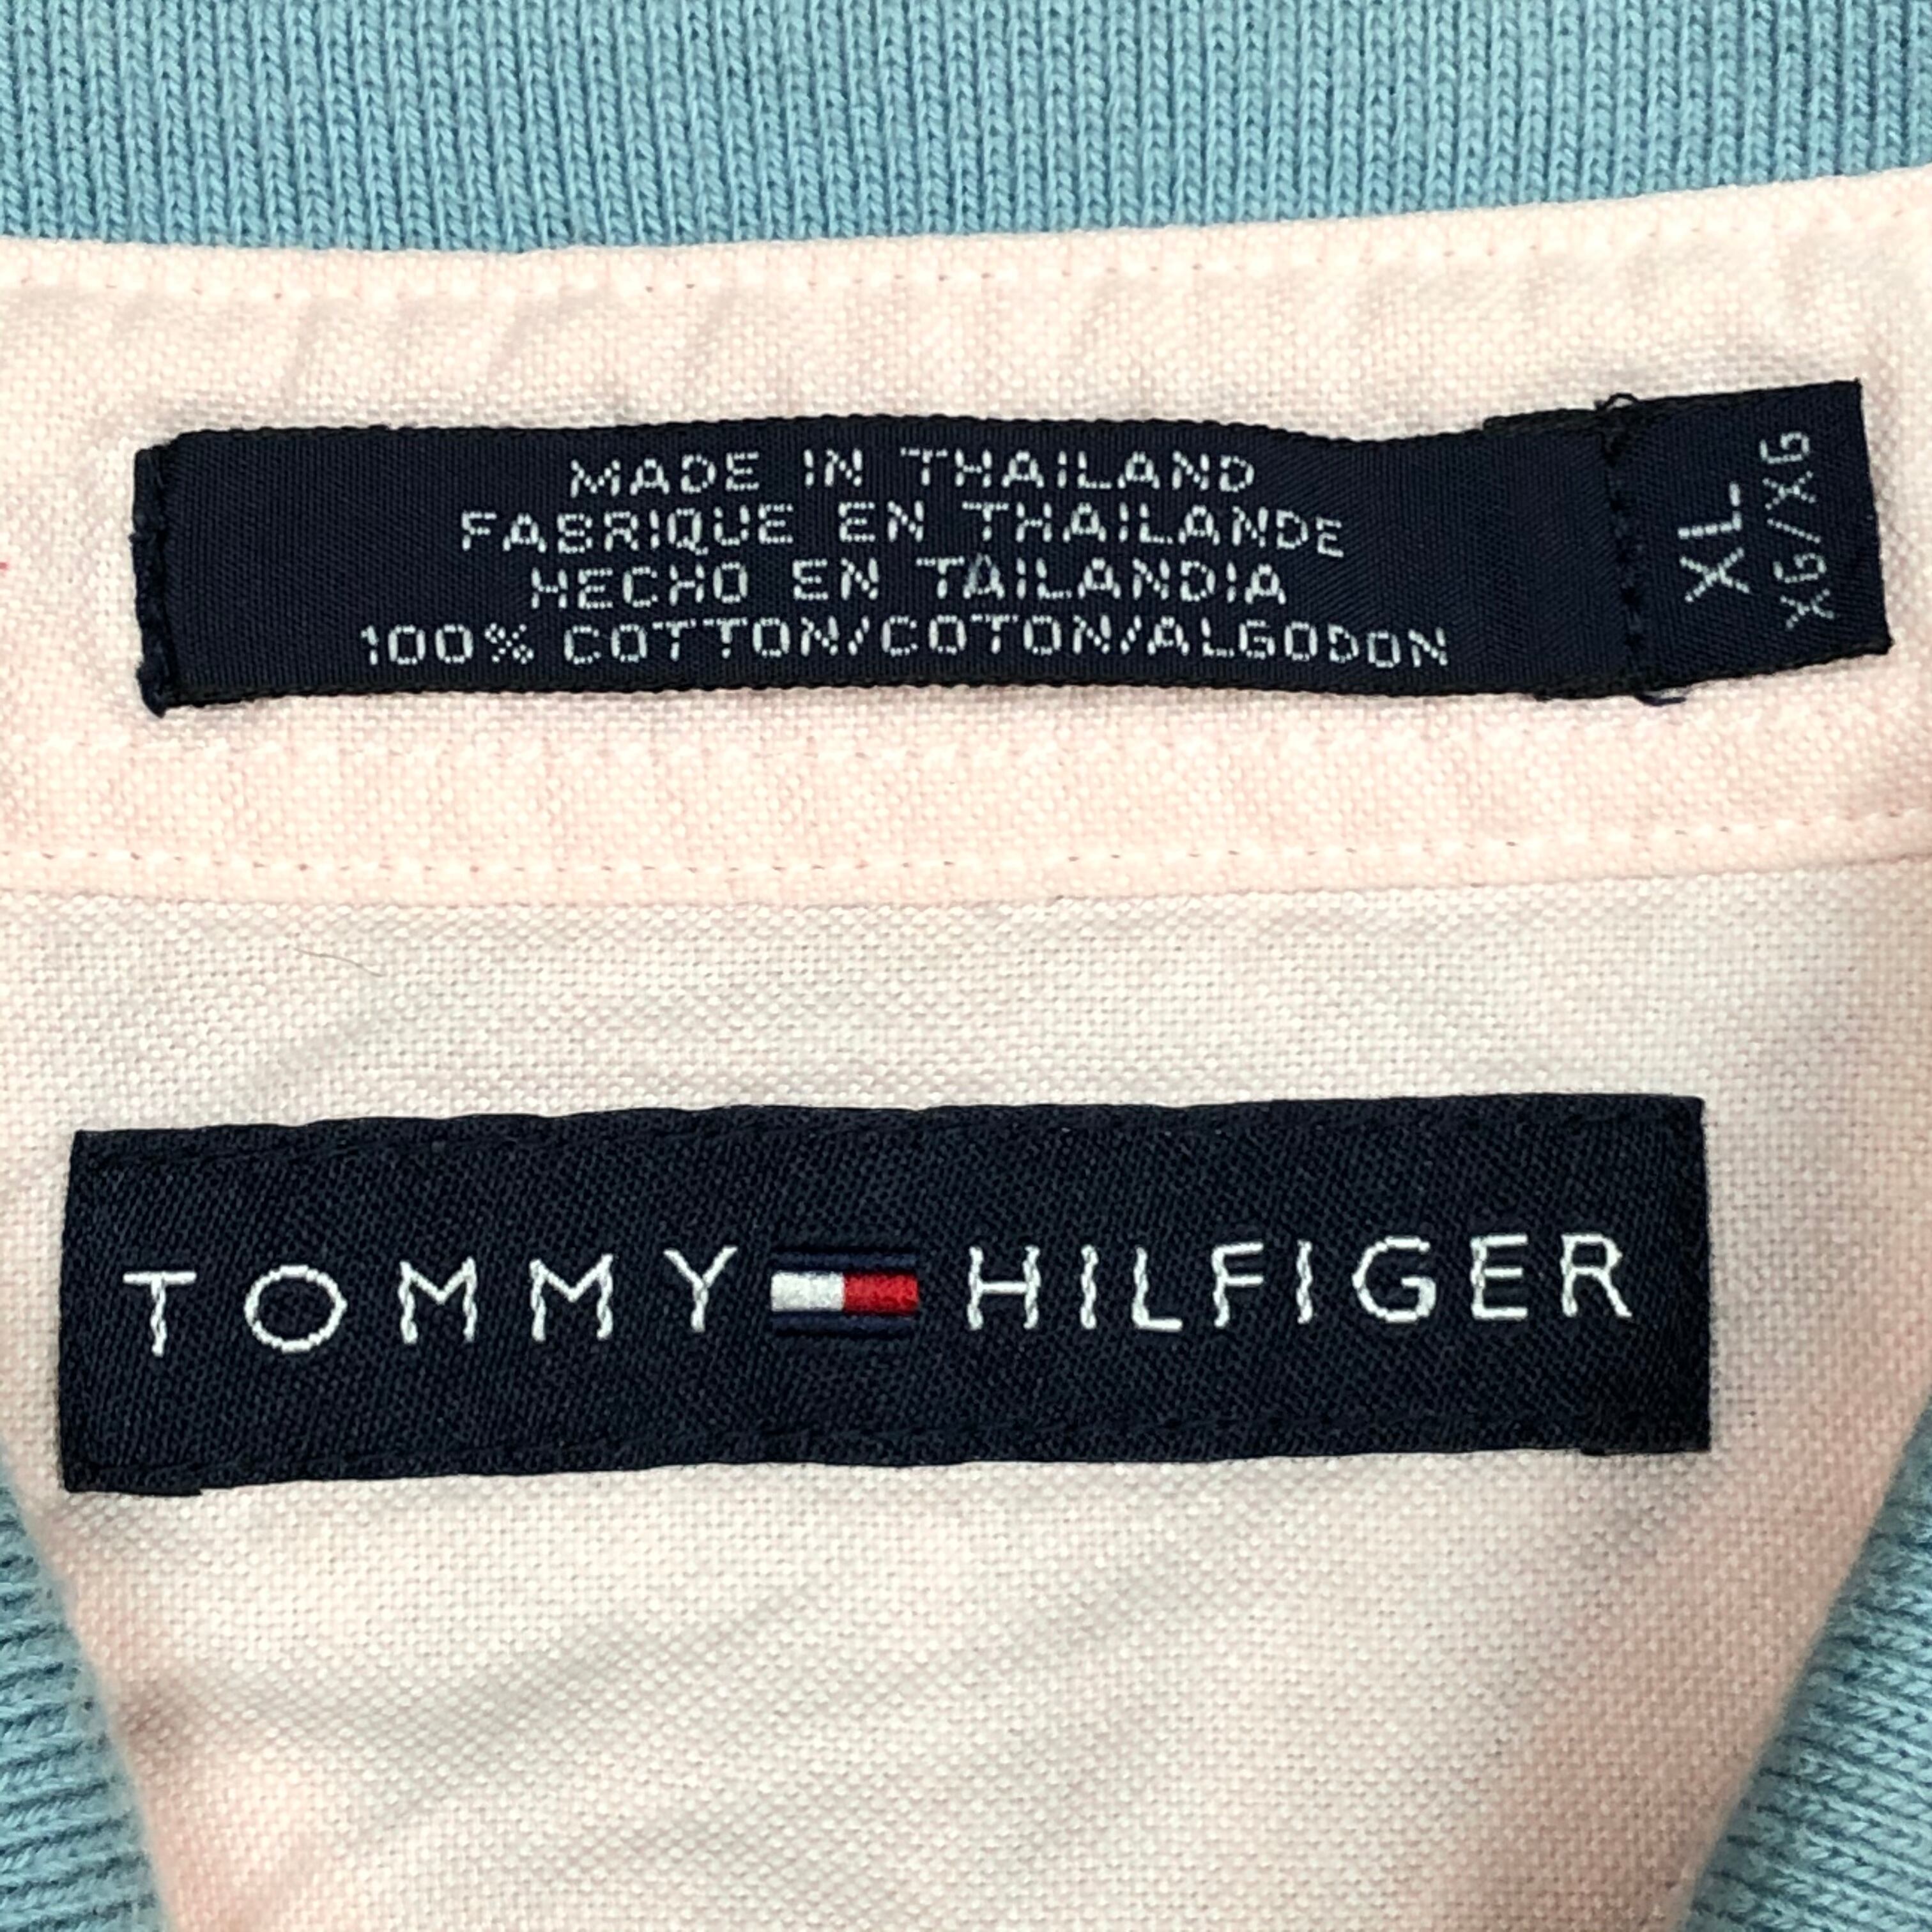 MADE IN THAILAND
FABRIQUE EN THAILANDE
HECHO EN TAILANDIA
100% COTTON/COTON/ALGODON
XL
XG/XG
TOMMY HILFIGER